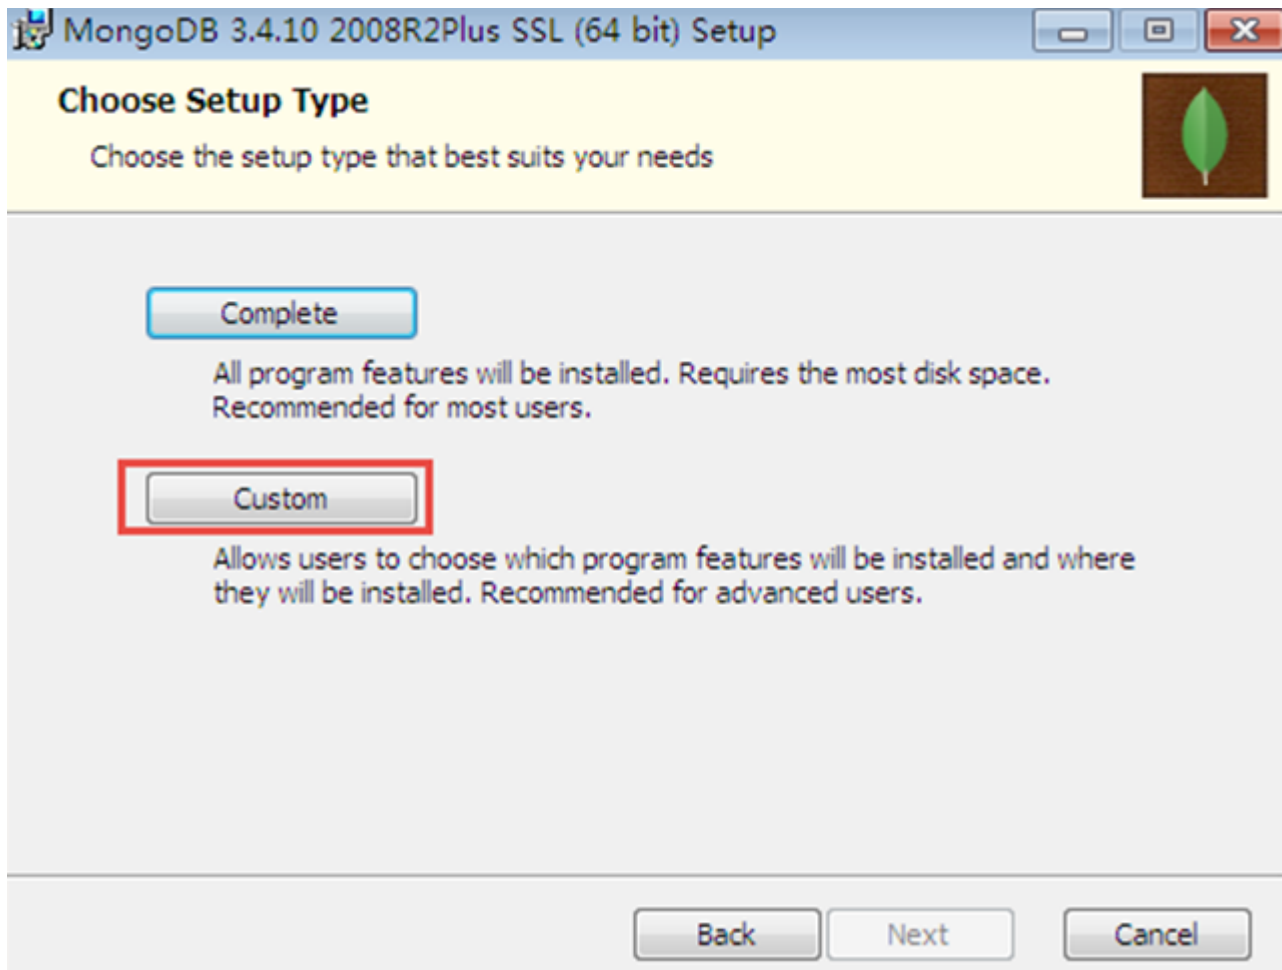 MongoDB 3.4.10 2008R2Plus SSL (64 bit) Setup
Choose Setup Type
Choose the setup type that best suits your needs
Complete
All program features will be installed. Requires the most disk space.
Recommended for most users.
Custom
Allows users to choose which program features will be installed and where
they will be installed. Recommended for advanced users.
Back
Next
Cancel